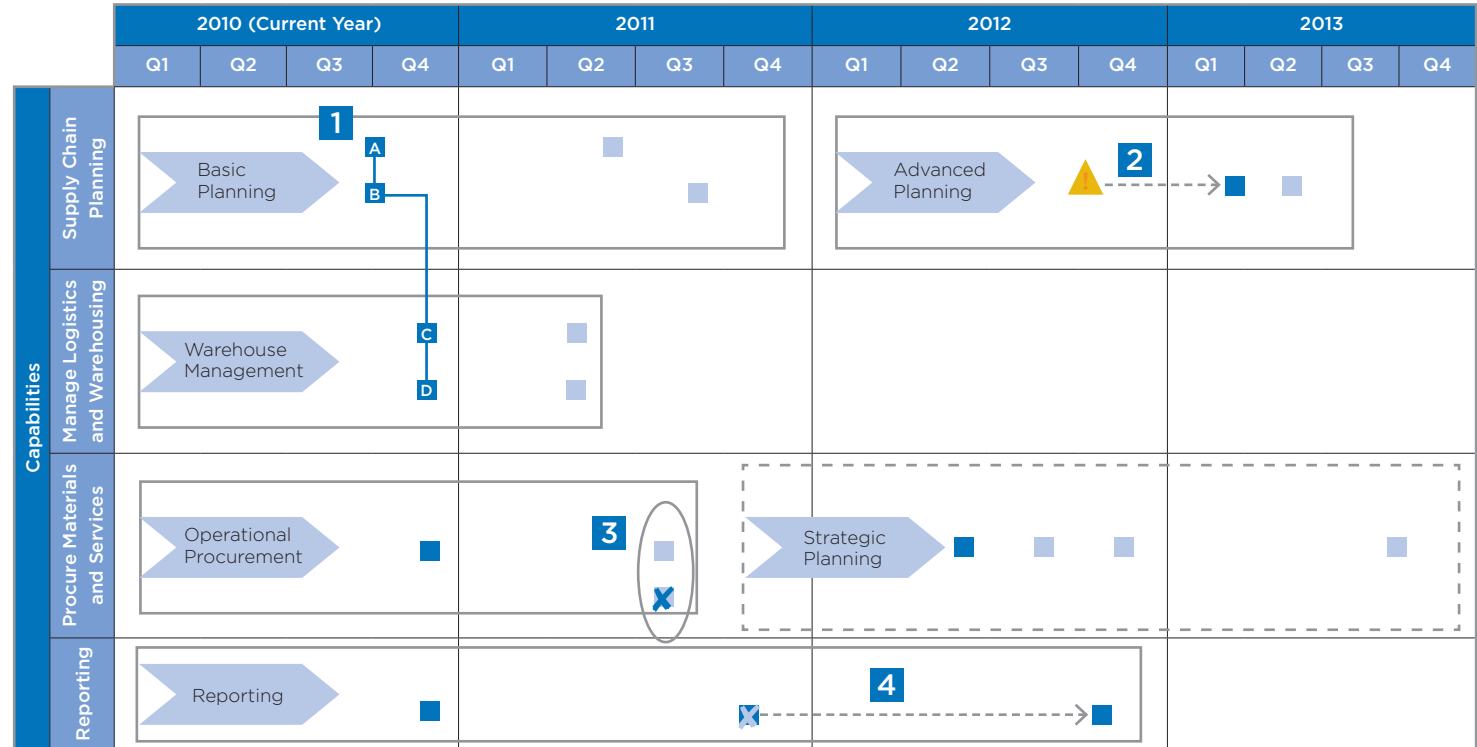 2010 (Current Year)
2011
2012
2013
Q1
Q2
Q3
Q4
Q1
Q2
Q3
Q4
Q1
Q2
Q3
Q4
Q1
Q2
Q3
Q4
Capabilities
Supply Chain
Planning
Basic
Planning
1
A
B
Advanced
Planning
!
2
Manage Logistics
and Warehousing
Warehouse
Management
C
D
Procure Materials
and Services
Operational
Procurement
3
X
Strategic
Planning
Reporting
Reporting
X
4